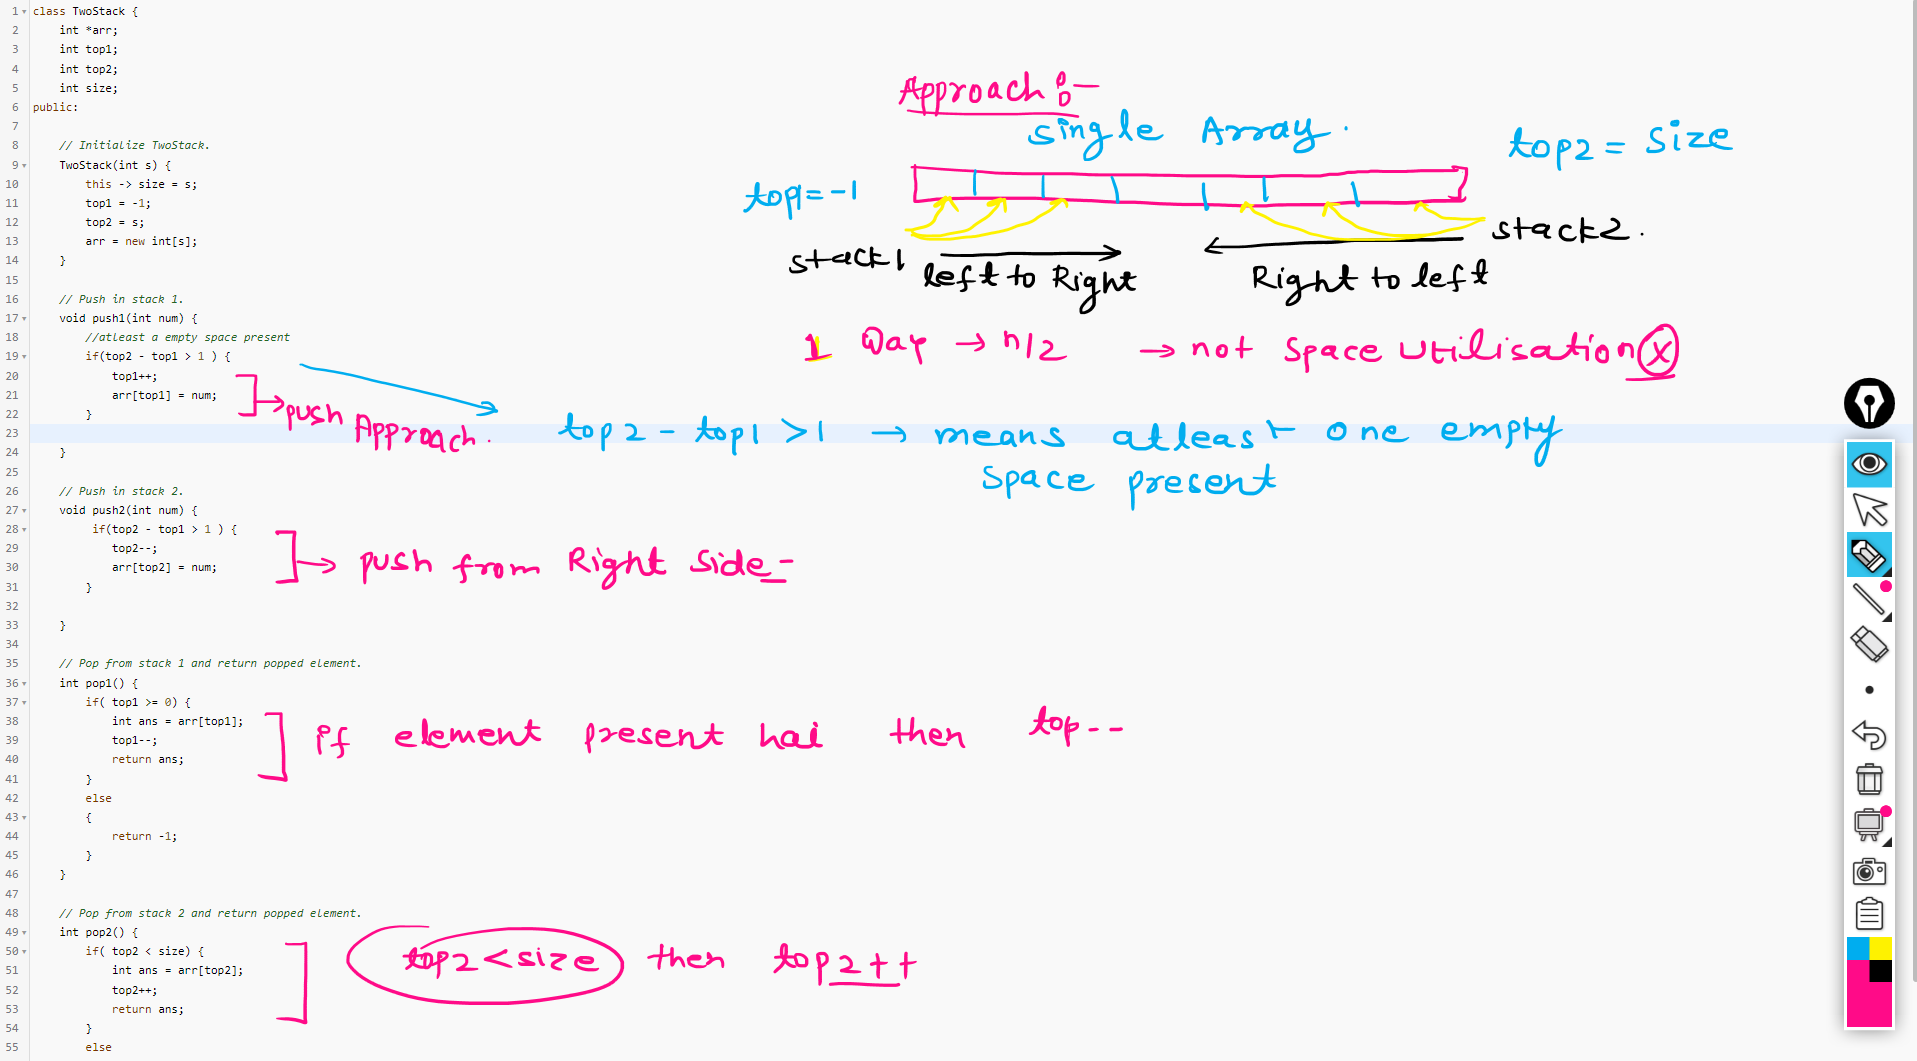 1 class TwoStack {
2 int *arr;
3 int top1;
4 int top2;
5 int size;
6 public:
7
8 // Initialize TwoStack.
9 TwoStack(int s) {
10 this -> size = s;
11 top1 = -1;
12 top2 = s;
13 arr = new int[s];
14 }
15
16 // Push in stack 1.
17 void push1(int num) {
18 //atleast a empty space present
19 if(top2 - top1 > 1 ) {
20 top1++;
21 arr[top1] = num;
22 }
23
24 }
25
26 // Push in stack 2.
27 void push2(int num) {
28 if(top2 - top1 > 1 ) {
29 top2--;
30 arr[top2] = num;
31 }
32
33 }
34
35 // Pop from stack 1 and return popped element.
36 int pop1() {
37 if( top1 >= 0) {
38 int ans = arr[top1];
39 top1--;
40 return ans;
41 }
42 else
43 {
44 return -1;
45 }
46 }
47
48 // Pop from stack 2 and return popped element.
49 int pop2() {
50 if( top2 < size) {
51 int ans = arr[top2];
52 top2++;
53 return ans;
54 }
55 else
Approach :-
Single Array.
top2 = Size
top1=-1
stack1
stack2.
left to Right
Right to left
1 Way → n/2 → not Space Utilisation (X)
push Approach.
top2 - top1 >1 → means atleast one empty
Space present
→ push from Right Side -
if element present hai then top--
top2 <size then top2++